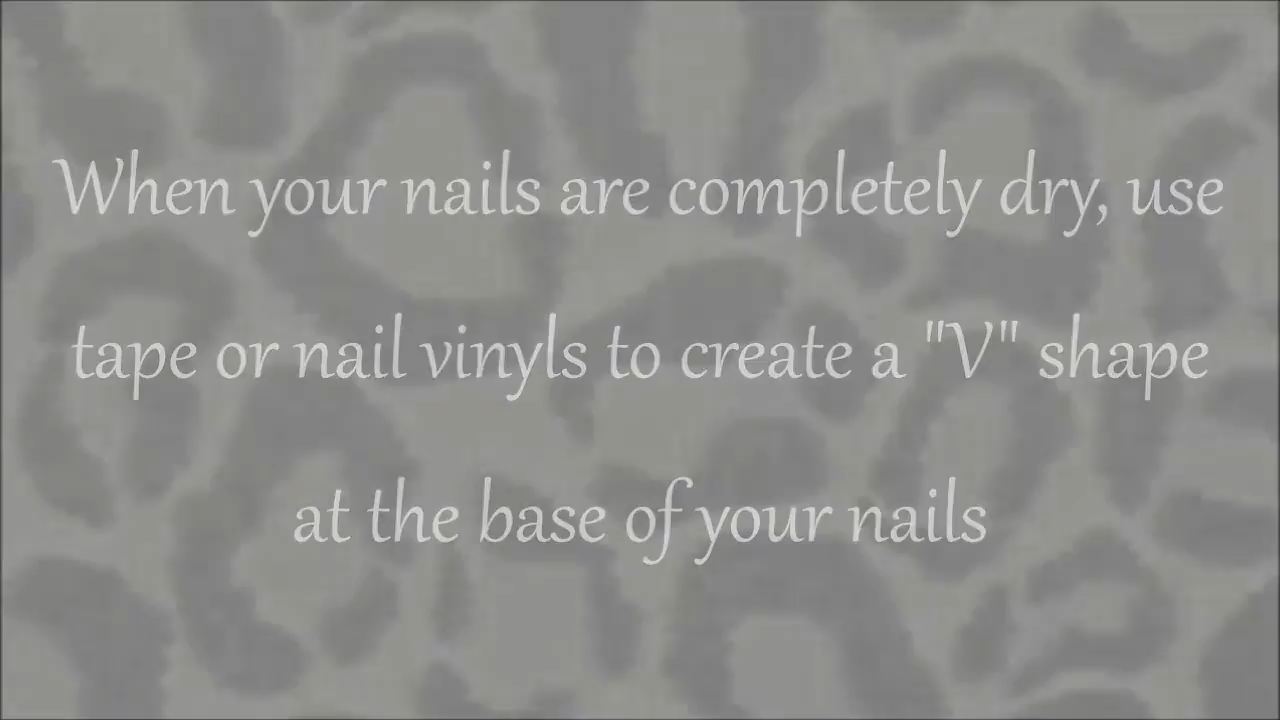 When your nails are completely dry, use
tape or nail vinyls to create a "V" shape
at the base of your nails